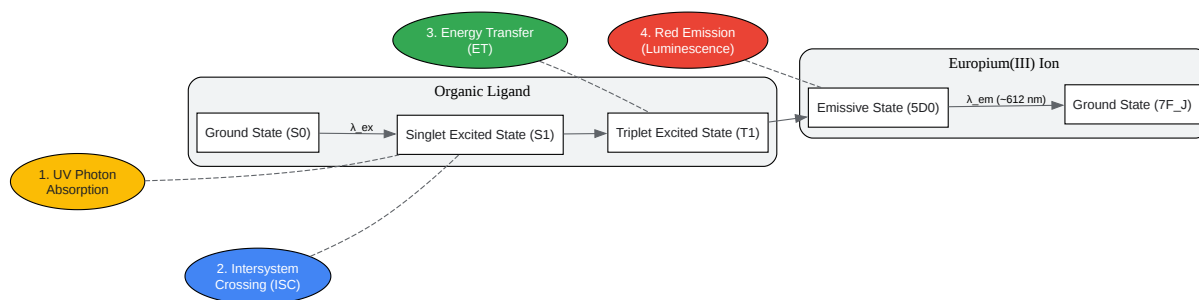 3. Energy Transfer
(ET)
4. Red Emission
(Luminescence)
Europium(III) Ion
Organic Ligand
Emissive State (5D0)
λ_em (~612 nm)
Ground State (7F_J)
Ground State (S0)
λ_ex
Singlet Excited State (S1)
Triplet Excited State (T1)
1. UV Photon
Absorption
2. Intersystem
Crossing (ISC)